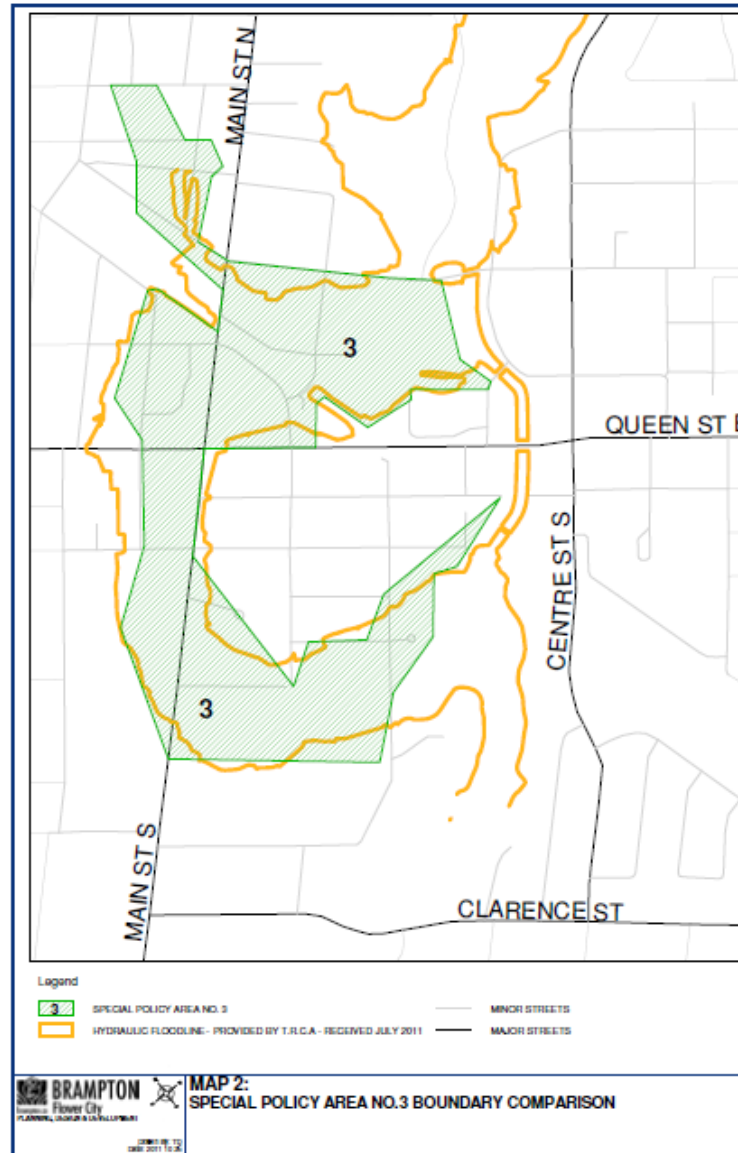 MAIN ST N
3
QUEEN ST E
CENTRE ST S
3
MAIN ST S
CLARENCE ST
Legend
3 SPECIAL POLICY AREA NO. 3
MINOR STREETS
HYDRAULIC FLOODLINE - PROVIDED BY T.R.C.A - RECEIVED JULY 2011
MAJOR STREETS
BRAMPTON
Flower City
PLANNING, DESIGN & DEVELOPMENT
MAP 2:
SPECIAL POLICY AREA NO.3 BOUNDARY COMPARISON